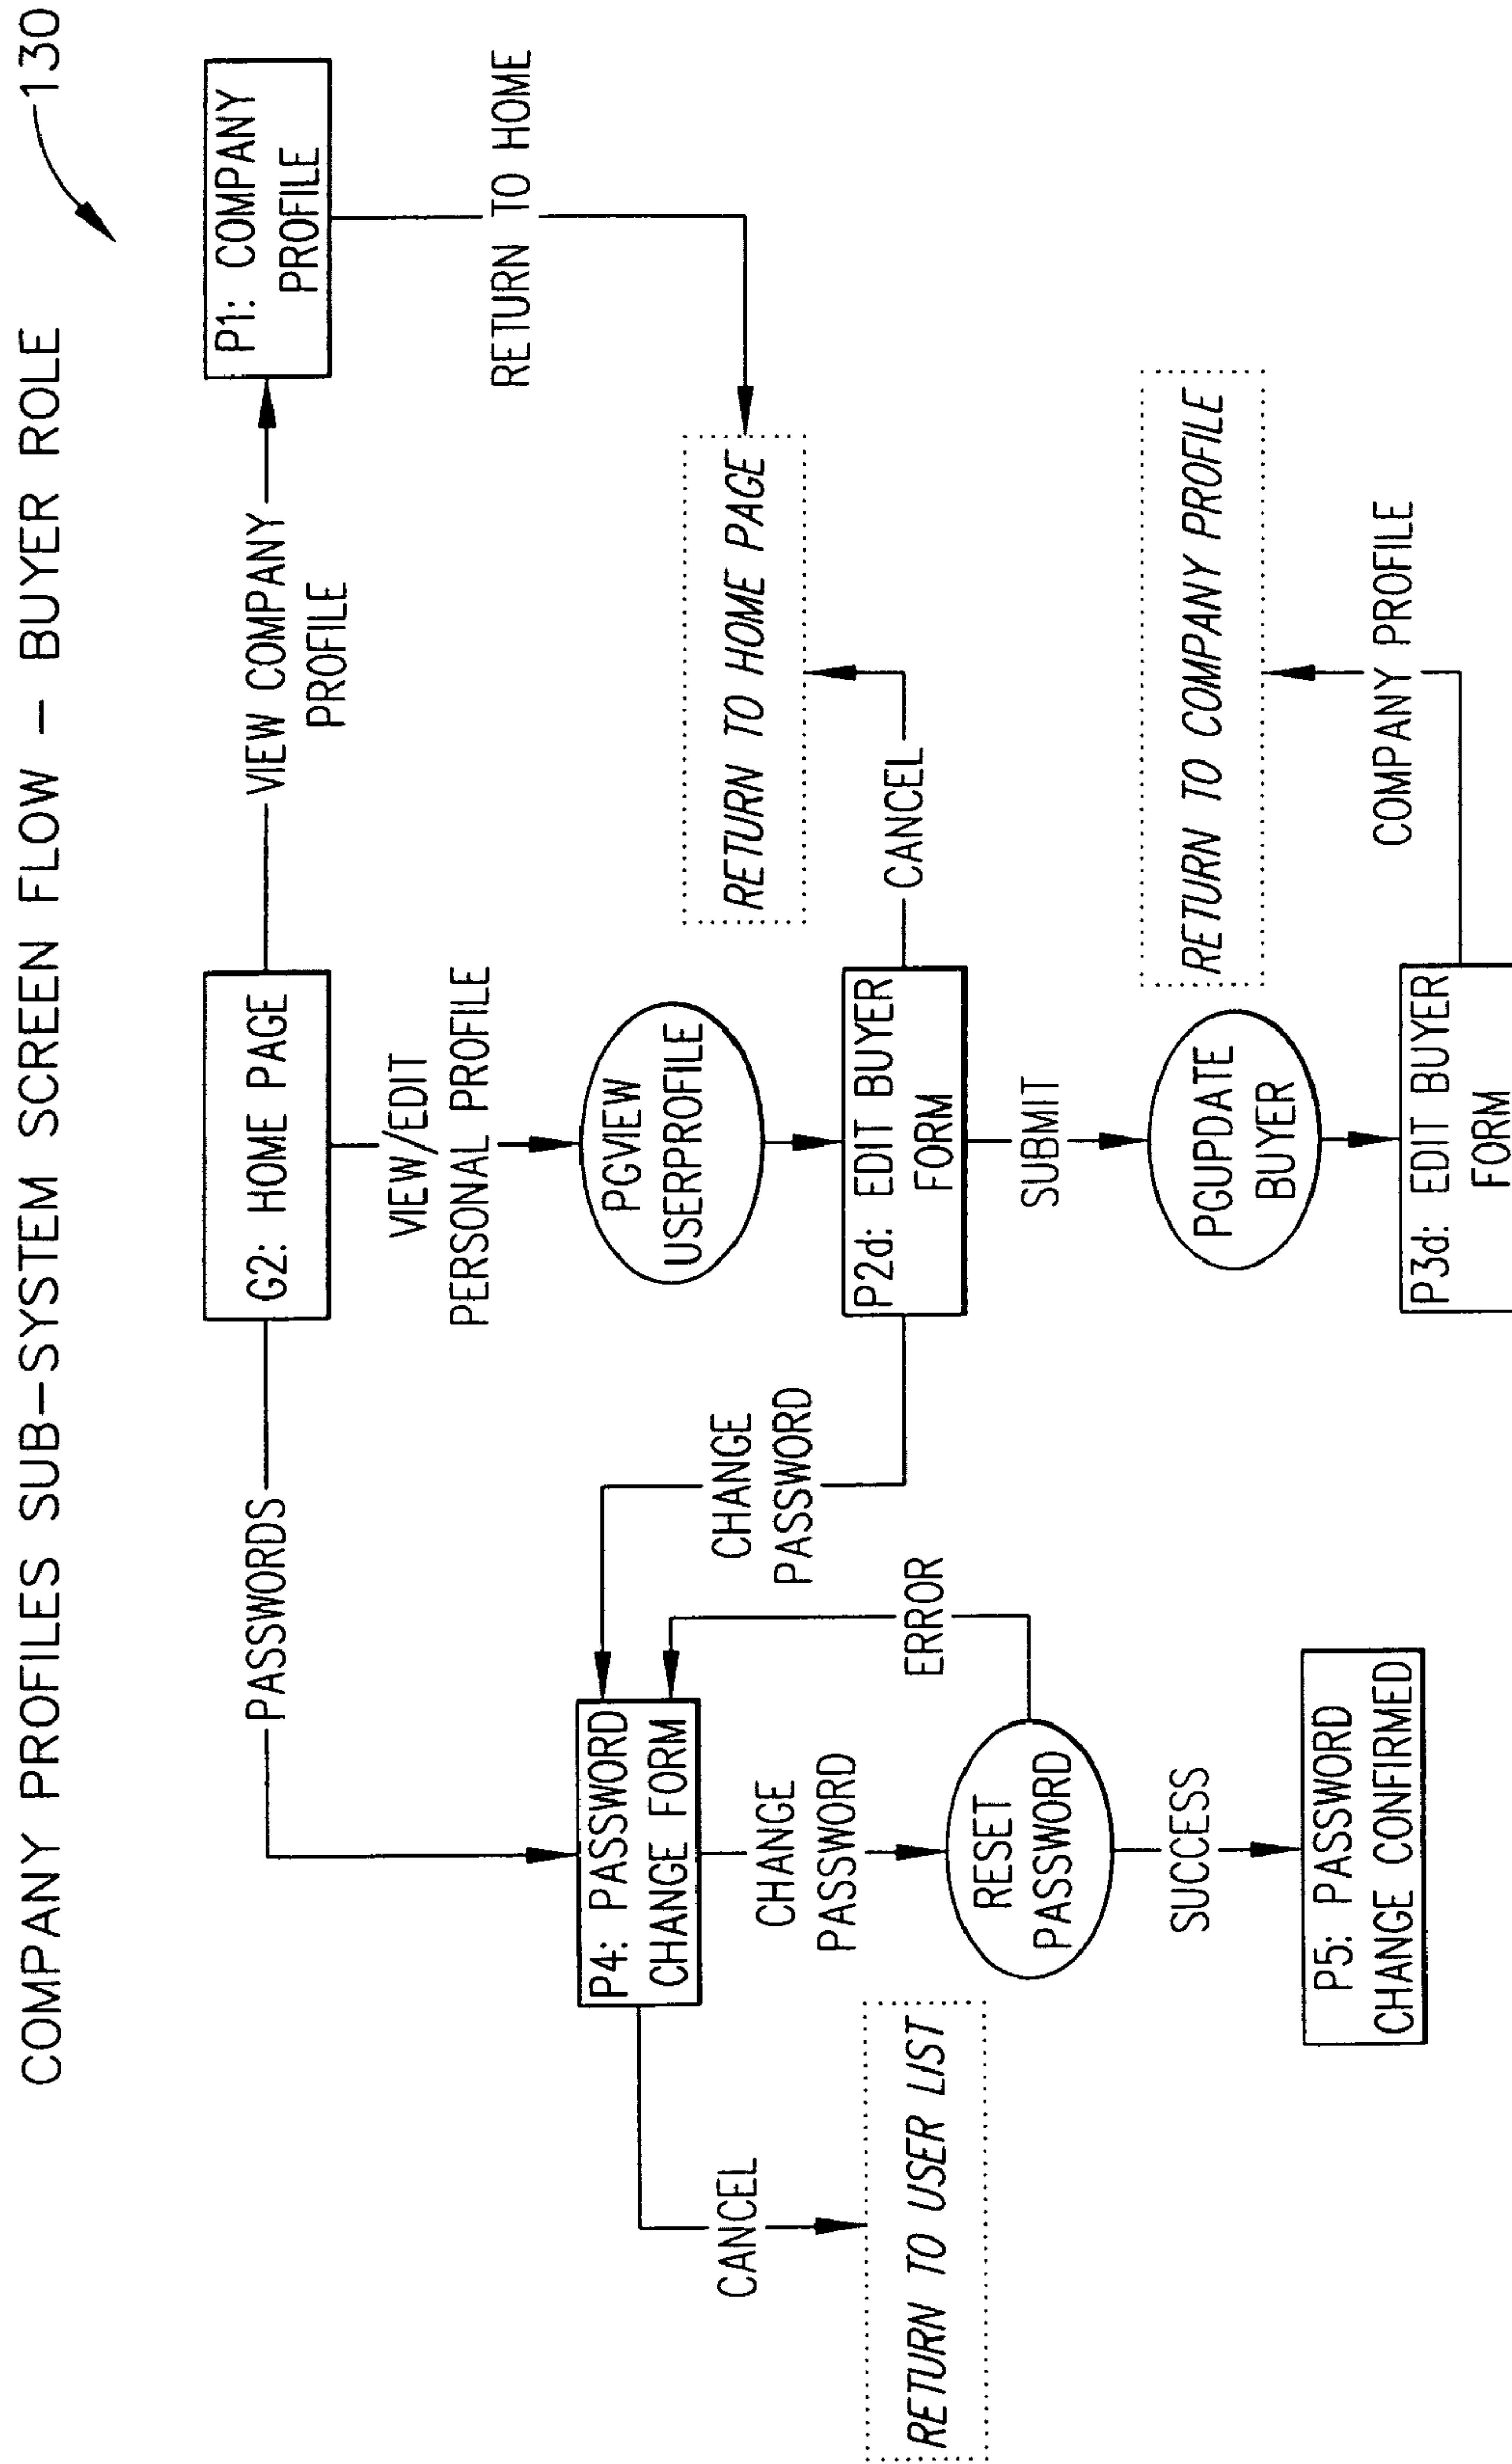 COMPANY PROFILES SUB-SYSTEM SCREEN FLOW - BUYER ROLE
130
G2: HOME PAGE
PASSWORDS
VIEW COMPANY
PROFILE
P1: COMPANY
PROFILE
VIEW/EDIT
PERSONAL PROFILE
RETURN TO HOME
PGVIEW
USERPROFILE
P4: PASSWORD
CHANGE FORM
CHANGE
PASSWORD
RETURN TO HOME PAGE
CANCEL
CHANGE
PASSWORD
ERROR
P2d: EDIT BUYER
FORM
CANCEL
RETURN TO USER LIST
RESET
PASSWORD
SUBMIT
SUCCESS
PGUPDATE
BUYER
RETURN TO COMPANY PROFILE
P5: PASSWORD
CHANGE CONFIRMED
P3d: EDIT BUYER
FORM
COMPANY PROFILE